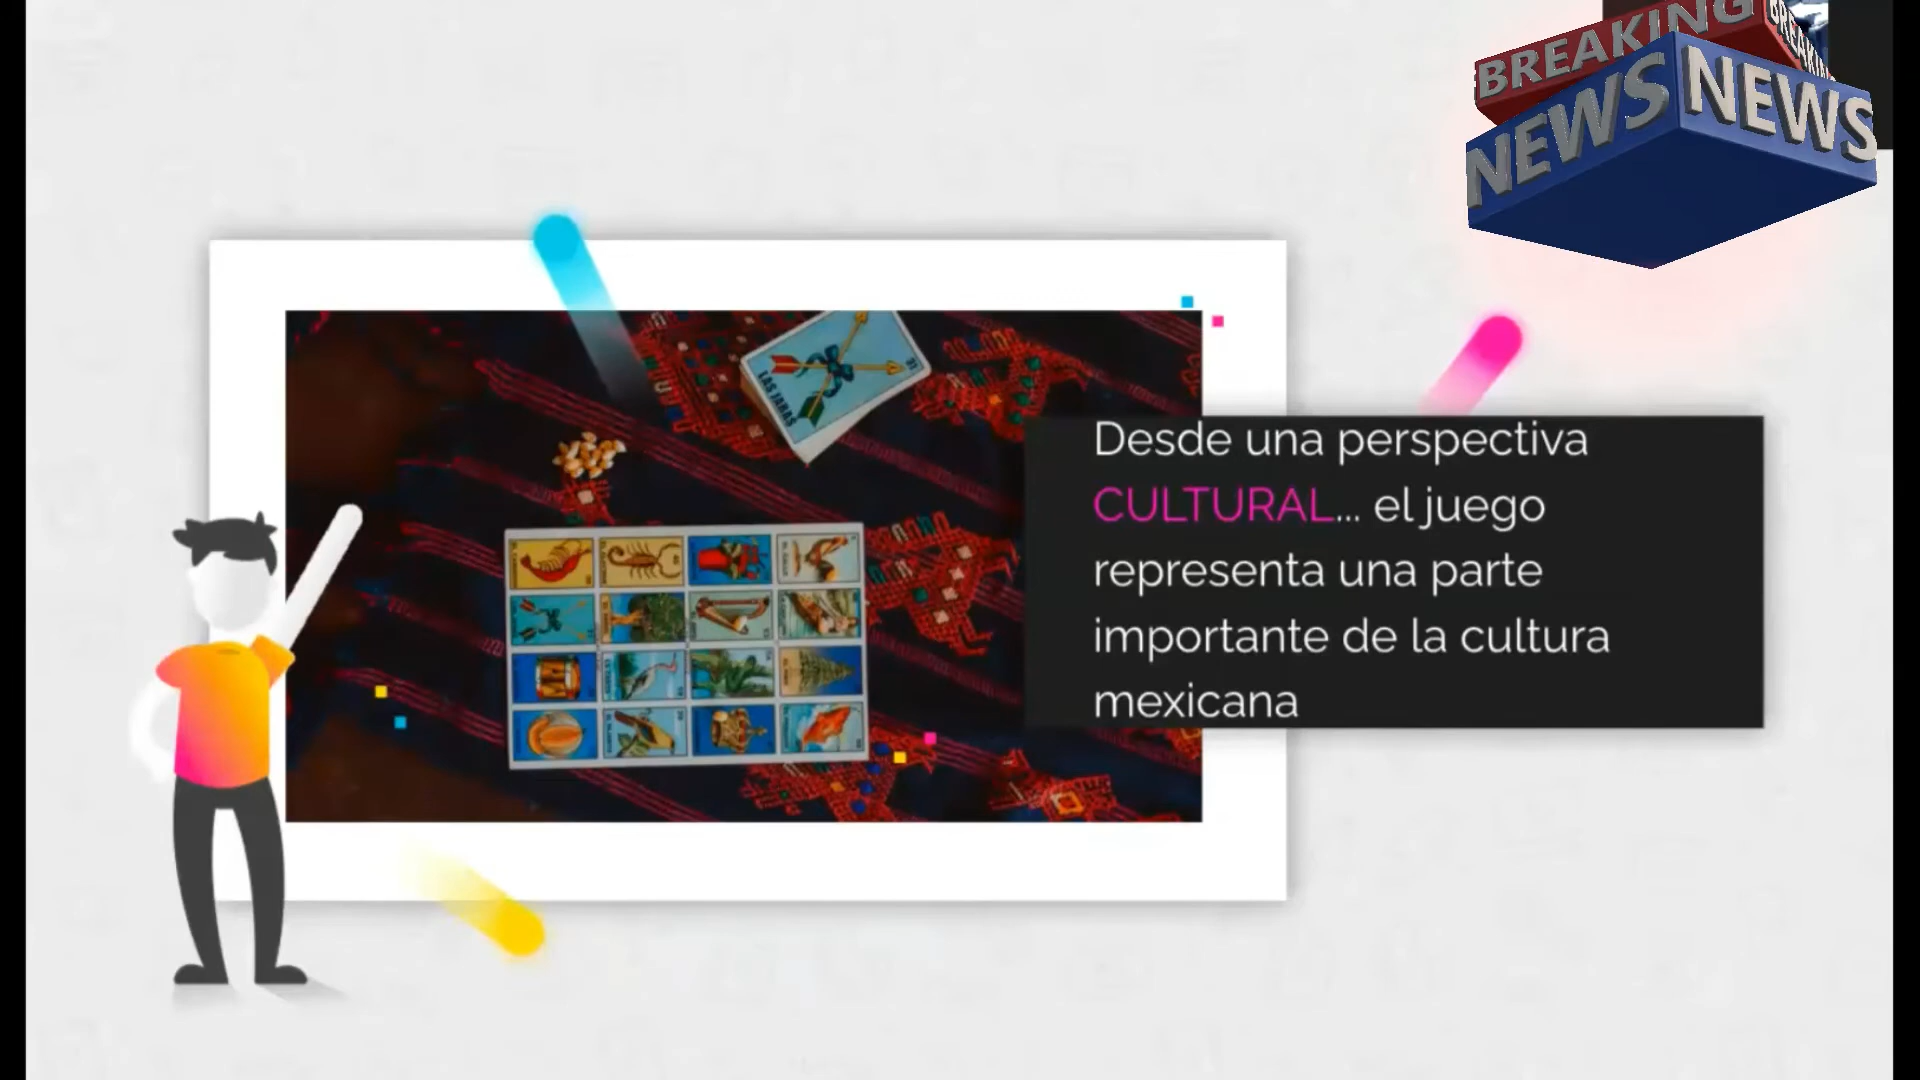 BREAKING
NEWS NEWS
LAS JARAS
Desde una perspectiva
CULTURAL... el juego
representa una parte
importante de la cultura
mexicana